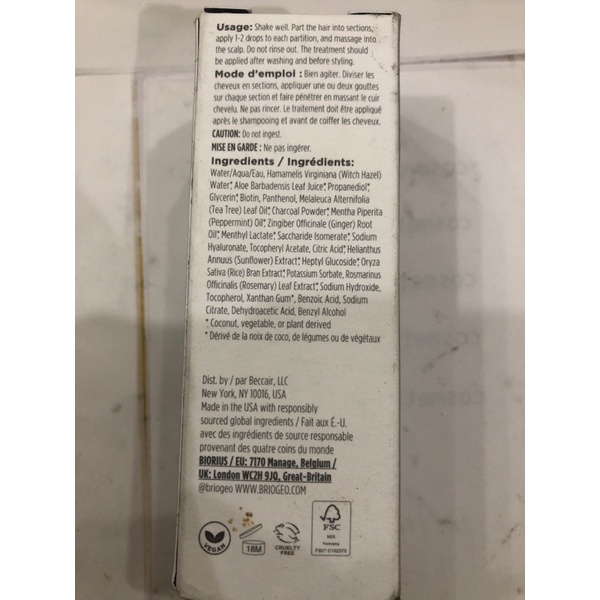 Usage: Shake well. Part the hair into sections,
apply 1-2 drops to each partition, and massage into
the scalp. Do not rinse out. The treatment should
be applied after washing and before styling.
Mode d'emploi : Bien agiter. Diviser les
cheveux en sections, appliquer une ou deux gouttes
sur chaque section et faire pénétrer en massant le cuir
chevelu. Ne pas rincer. Le traitement doit être appliqué
après le shampooing et avant de coiffer les cheveux.
CAUTION: Do not ingest.
MISE EN GARDE : Ne pas ingérer.
Ingredients / Ingrédients:
Water/Aqua/Eau, Hamamelis Virginiana (Witch Hazel)
Water*, Aloe Barbadensis Leaf Juice*, Propanediol*,
Glycerin*, Biotin, Panthenol, Melaleuca Alternifolia
(Tea Tree) Leaf Oil*, Charcoal Powder*, Mentha Piperita
(Peppermint) Oil*, Zingiber Officinale (Ginger) Root
Oil*, Menthyl Lactate*, Saccharide Isomerate*, Sodium
Hyaluronate, Tocopheryl Acetate, Citric Acid*, Helianthus
Annuus (Sunflower) Extract*, Heptyl Glucoside*, Oryza
Sativa (Rice) Bran Extract*, Potassium Sorbate, Rosmarinus
Officinalis (Rosemary) Leaf Extract*, Sodium Hydroxide,
Tocopherol, Xanthan Gum*, Benzoic Acid, Sodium
Citrate, Dehydroacetic Acid, Benzyl Alcohol
* Coconut, vegetable, or plant derived
* Dérivé de la noix de coco, de légumes ou de végétaux
Dist. by / par Beccair, LLC
New York, NY 10016, USA
Made in the USA with responsibly
sourced global ingredients / Fait aux É.-U.
avec des ingrédients de source responsable
provenant des quatre coins du monde
BIORIUS / EU: 7170 Manage, Belgium /
UK: London WC2H 9JQ, Great-Britain
@briogeo WWW.BRIOGEO.COM
VEGAN
18M
CRUELTY
FREE
FSC
MIX
Packaging